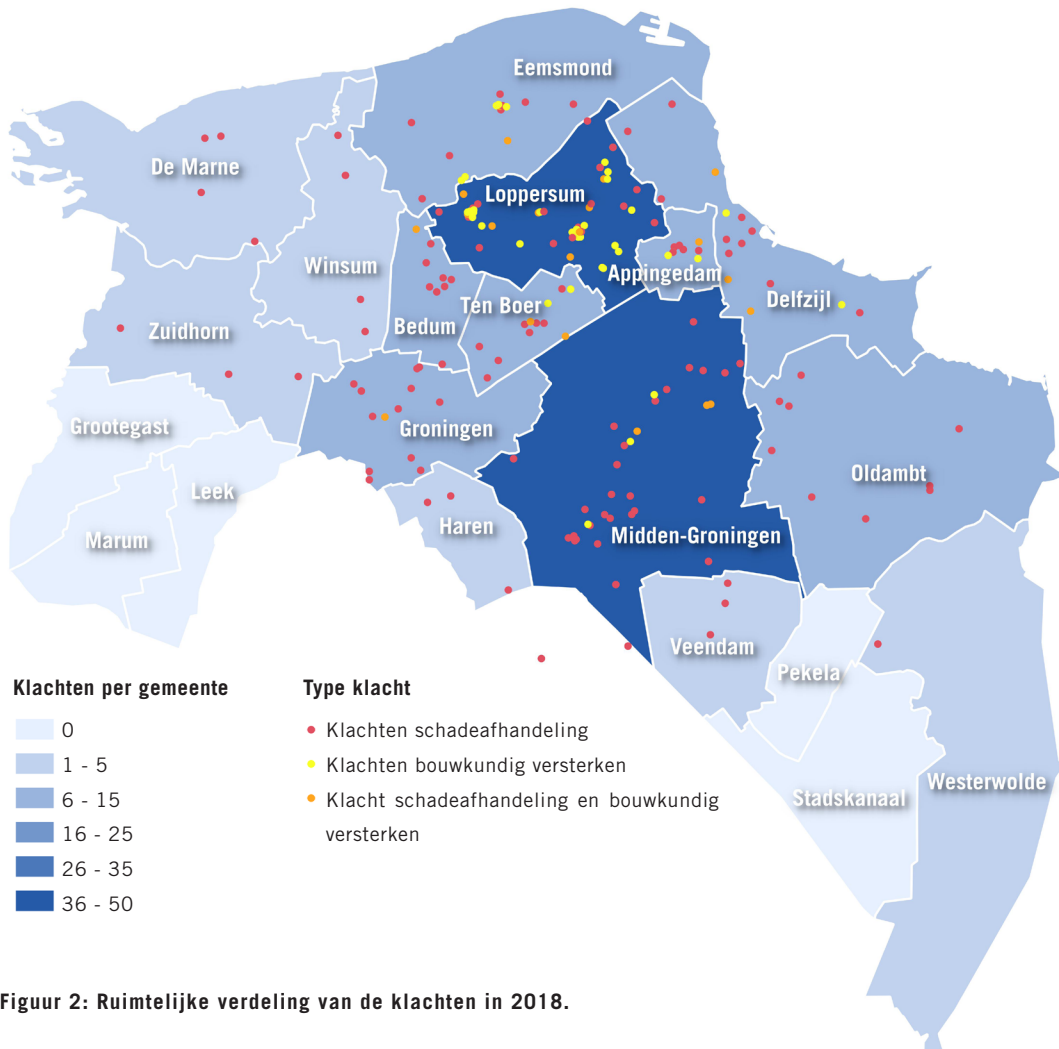 Eemsmond
De Marne
Loppersum
Winsum
Appingedam
Ten Boer
Delfzijl
Bedum
Zuidhorn
Grootegast
Groningen
Leek
Oldambt
Haren
Marum
Midden-Groningen
Veendam
Pekela
Westerwolde
Stadskanaal
Klachten per gemeente
0
1 - 5
6 - 15
16 - 25
26 - 35
36 - 50
Type klacht
Klachten schadeafhandeling
Klachten bouwkundig versterken
Klacht schadeafhandeling en bouwkundig
versterken
Figuur 2: Ruimtelijke verdeling van de klachten in 2018.